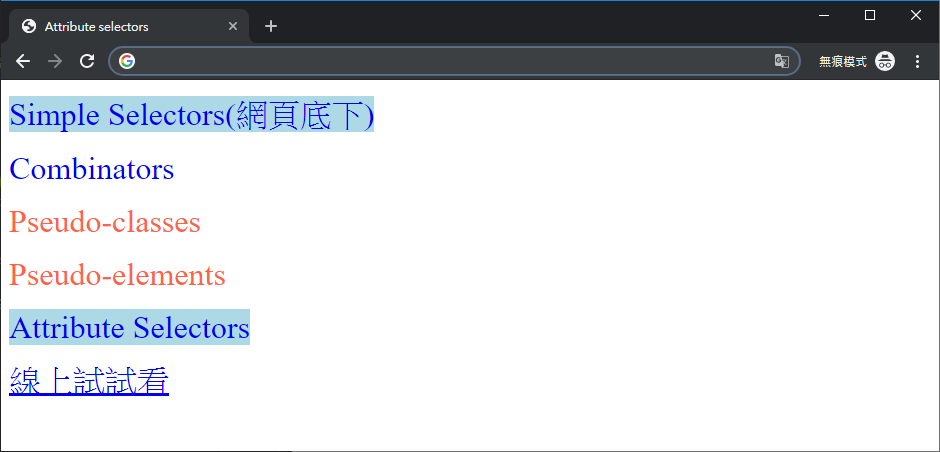 Attribute selectors
無痕模式
Simple Selectors(網頁底下)
Combinators
Pseudo-classes
Pseudo-elements
Attribute Selectors
線上試試看